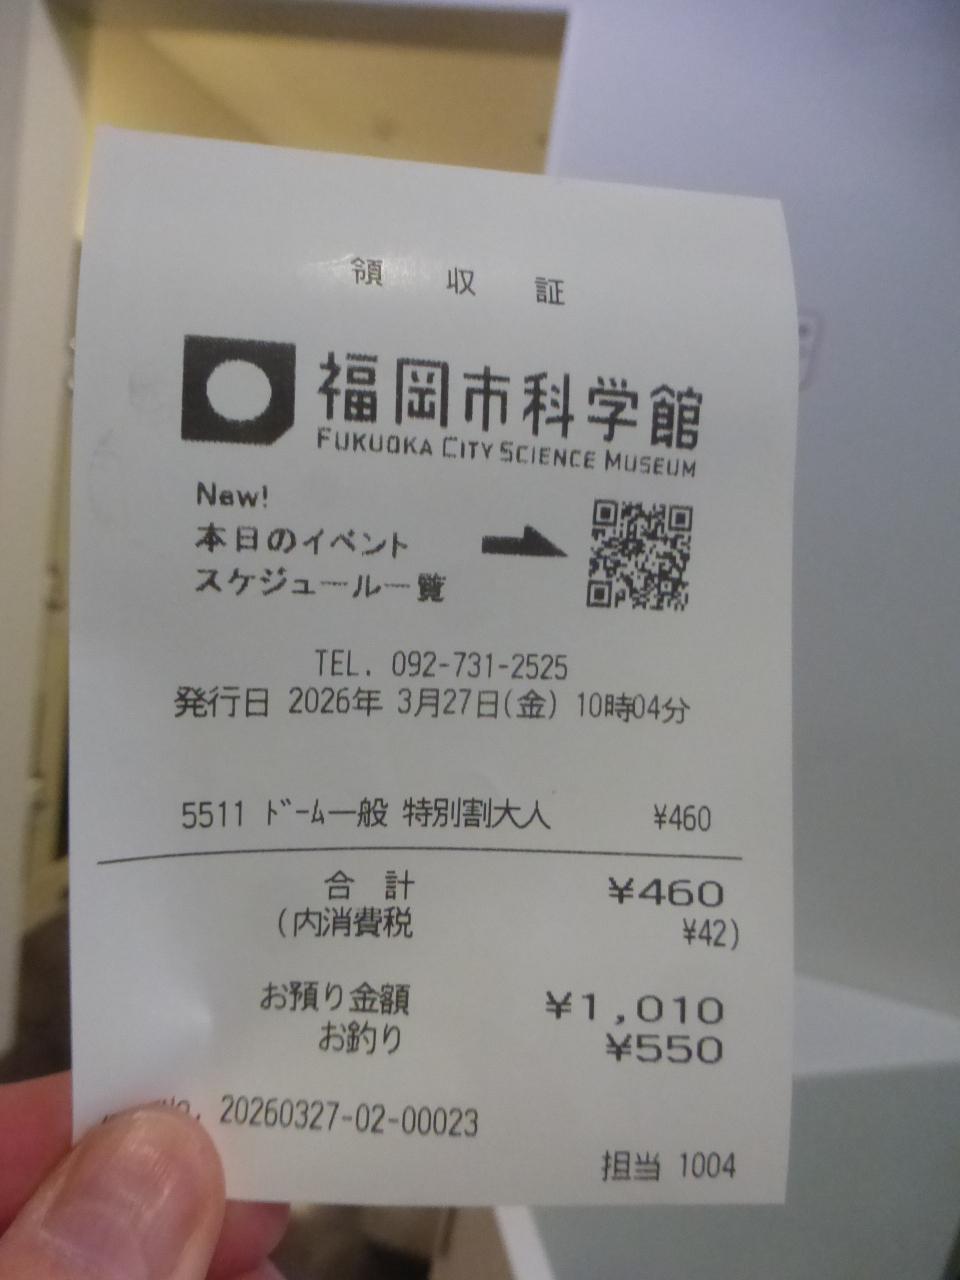 領 収 証
福岡市科学館
FUKUOKA CITY SCIENCE MUSEUM
New!
本日のイベント
スケジュール一覧
TEL. 092-731-2525
発行日 2026年 3月27日(金) 10時04分
5511 ﾄﾞｰﾑ一般 特別割大人 ¥460
合 計 ¥460
(内消費税 ¥42)
お預り金額 ¥1,010
お釣り ¥550
20260327-02-00023
担当 1004